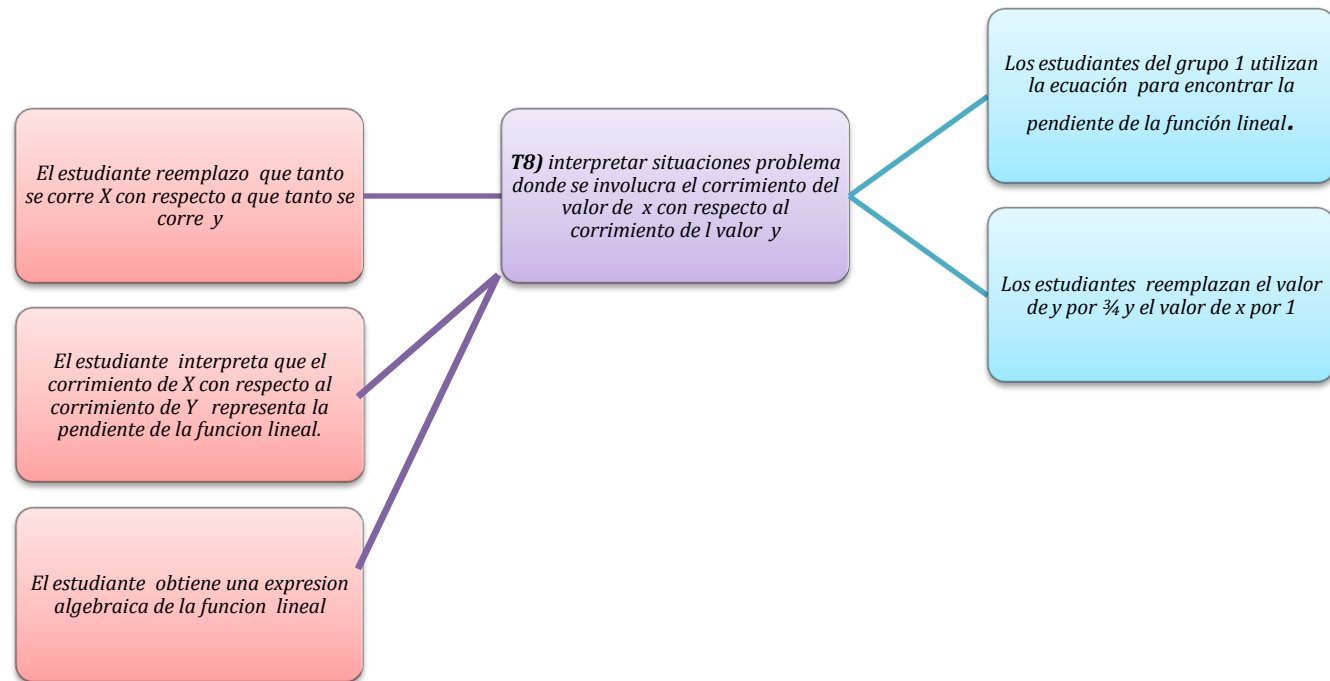 El estudiante reemplazo que tanto
se corre X con respecto a que tanto se
corre y
El estudiante interpreta que el
corrimiento de X con respecto al
corrimiento de Y representa la
pendiente de la funcion lineal.
El estudiante obtiene una expresion
algebraica de la funcion lineal
T8) interpretar situaciones problema
donde se involucra el corrimiento del
valor de x con respecto al
corrimiento de l valor y
Los estudiantes del grupo 1 utilizan
la ecuación para encontrar la
pendiente de la función lineal.
Los estudiantes reemplazan el valor
de y por ¾ y el valor de x por 1